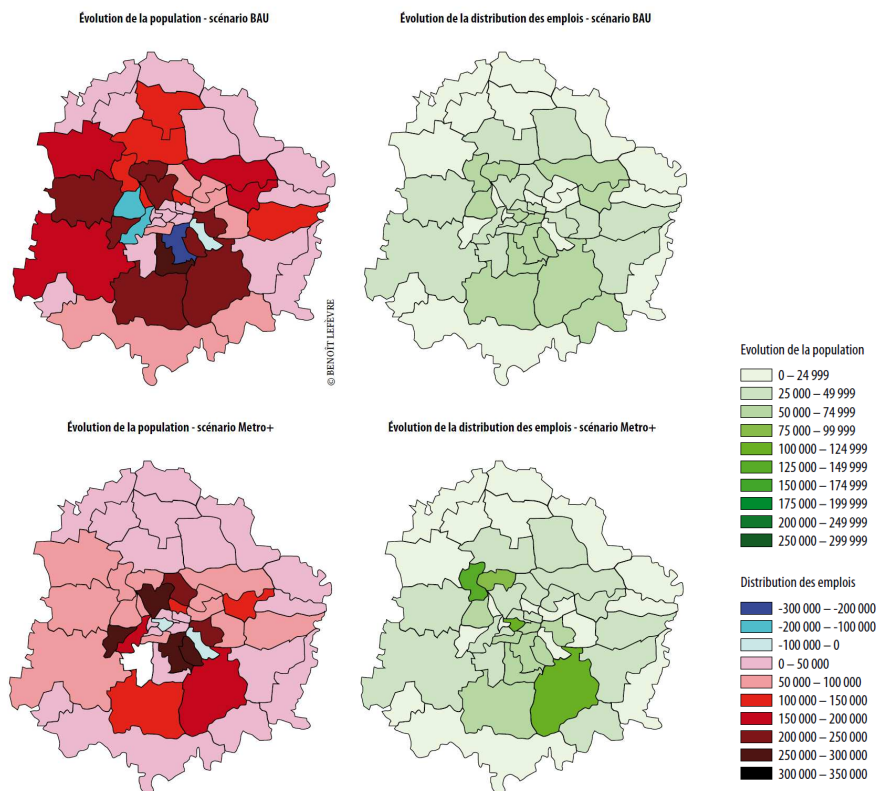 Évolution de la population - scénario BAU
Évolution de la distribution des emplois - scénario BAU
© BENOÎT LEFÈVRE
Évolution de la population - scénario Metro+
Évolution de la distribution des emplois - scénario Metro+
Evolution de la population
0 – 24 999
25 000 – 49 999
50 000 – 74 999
75 000 – 99 999
100 000 – 124 999
125 000 – 149 999
150 000 – 174 999
175 000 – 199 999
200 000 – 249 999
250 000 – 299 999
Distribution des emplois
-300 000 – -200 000
-200 000 – -100 000
-100 000 – 0
0 – 50 000
50 000 – 100 000
100 000 – 150 000
150 000 – 200 000
200 000 – 250 000
250 000 – 300 000
300 000 – 350 000